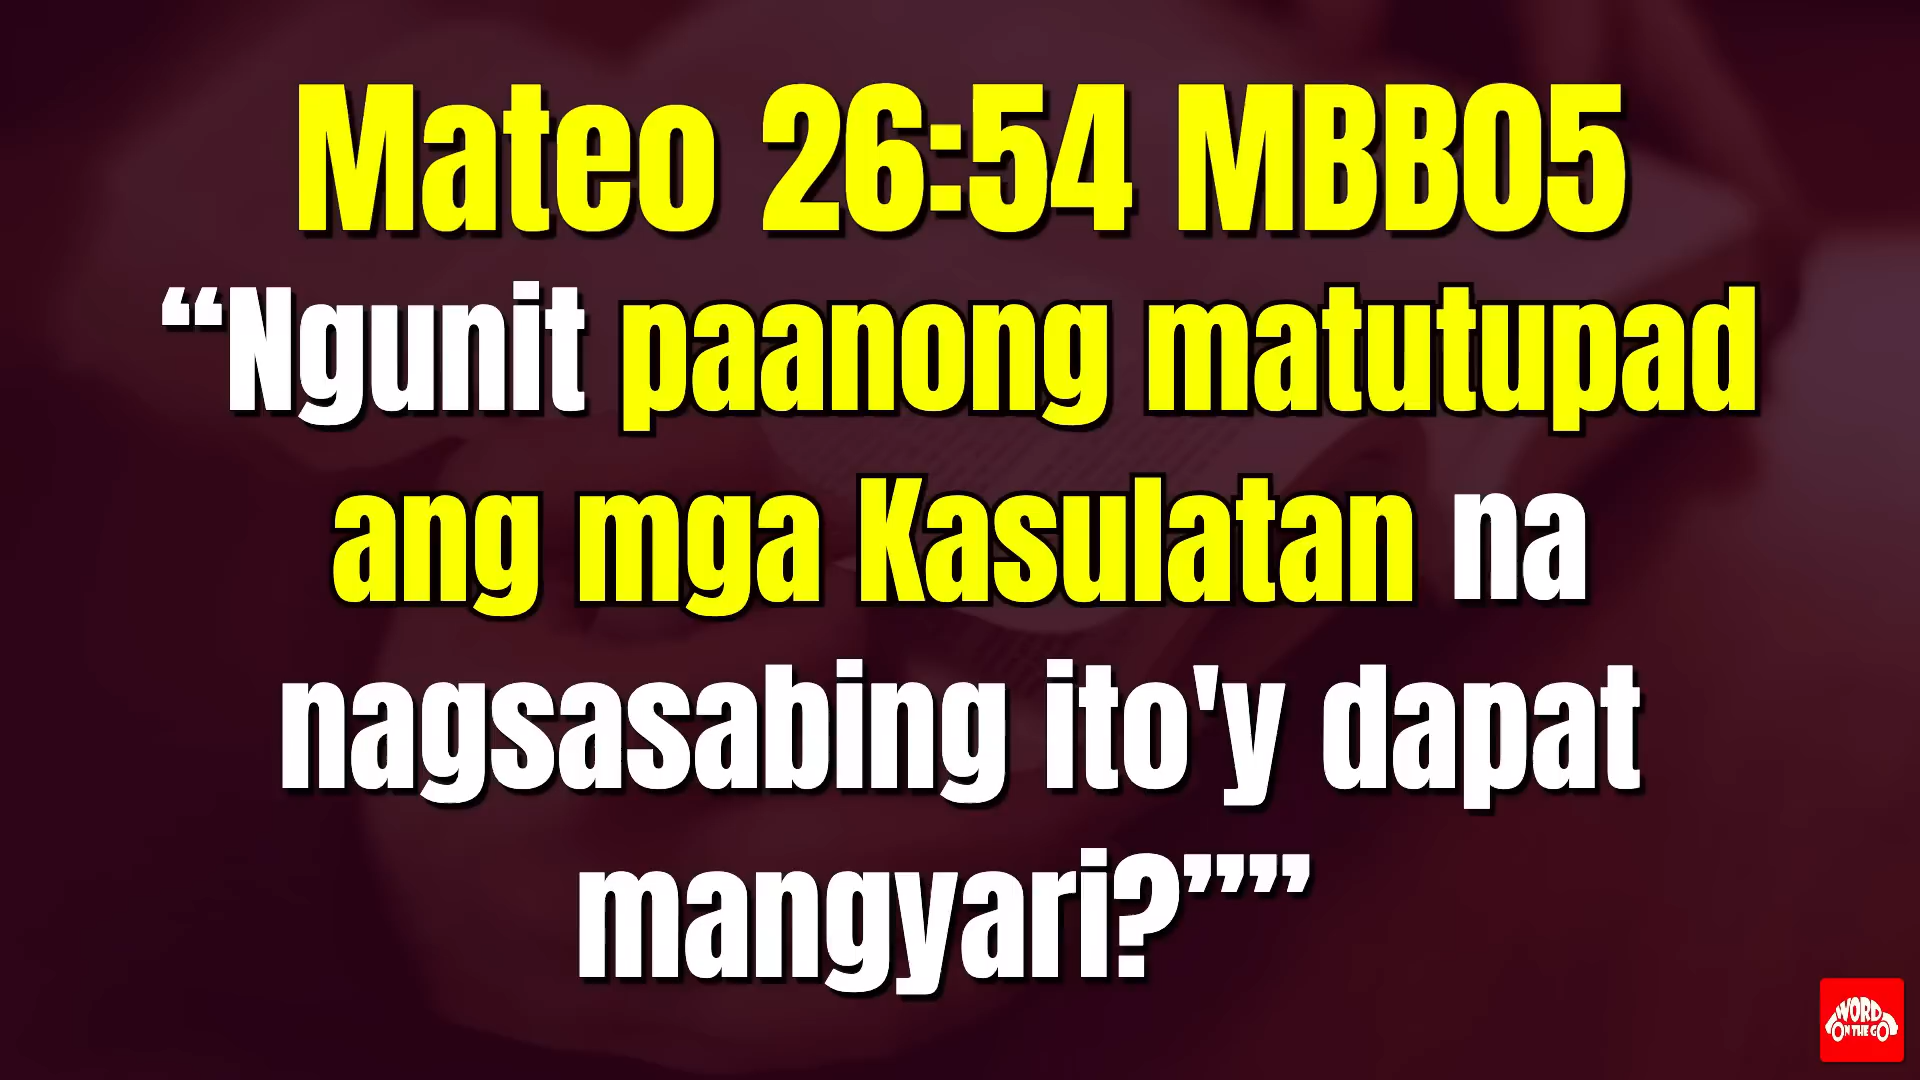 Mateo 26:54 MBB05
“Ngunit paanong matutupad
ang mga Kasulatan na
nagsasabing ito'y dapat
mangyari?””
WORD
ON THE GO